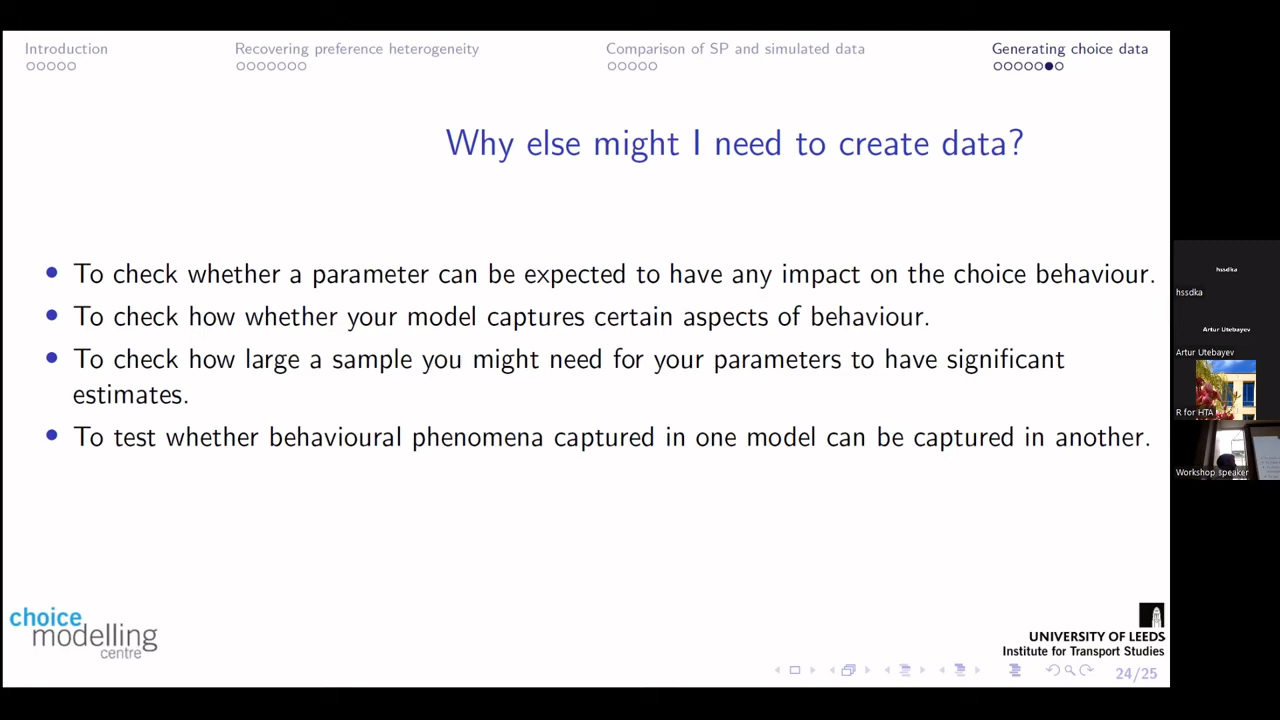 Introduction
Recovering preference heterogeneity
Comparison of SP and simulated data
Generating choice data
Why else might I need to create data?
To check whether a parameter can be expected to have any impact on the choice behaviour.
To check how whether your model captures certain aspects of behaviour.
To check how large a sample you might need for your parameters to have significant
estimates.
To test whether behavioural phenomena captured in one model can be captured in another.
choice
modelling
centre
UNIVERSITY OF LEEDS
Institute for Transport Studies
24/25
hssdka
hssdka
Artur Utebayev
Artur Utebayev
R for HTA
Workshop speaker